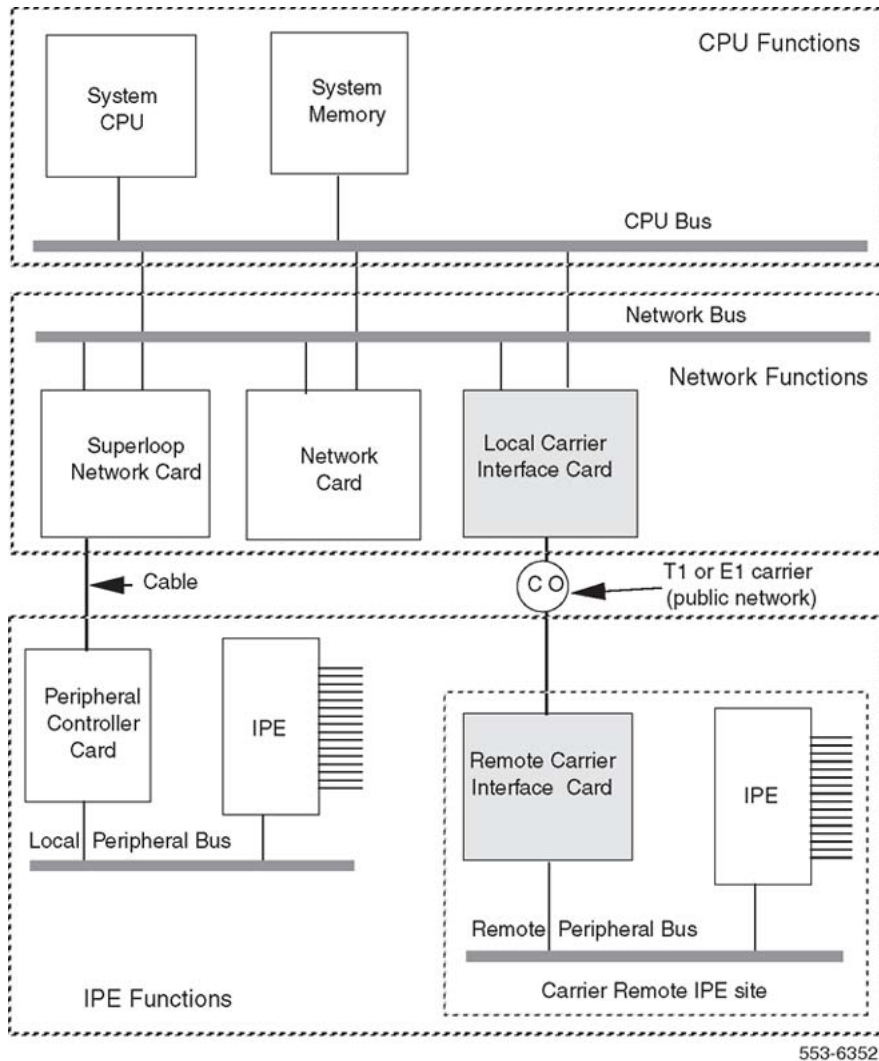 CPU Functions
System
CPU
System
Memory
CPU Bus
Network Bus
Network Functions
Superloop
Network Card
Network
Card
Local Carrier
Interface Card
Cable
C O
T1 or E1 carrier
(public network)
Peripheral
Controller
Card
IPE
Local Peripheral Bus
Remote Carrier
Interface Card
IPE
Remote Peripheral Bus
IPE Functions
Carrier Remote IPE site
553-6352